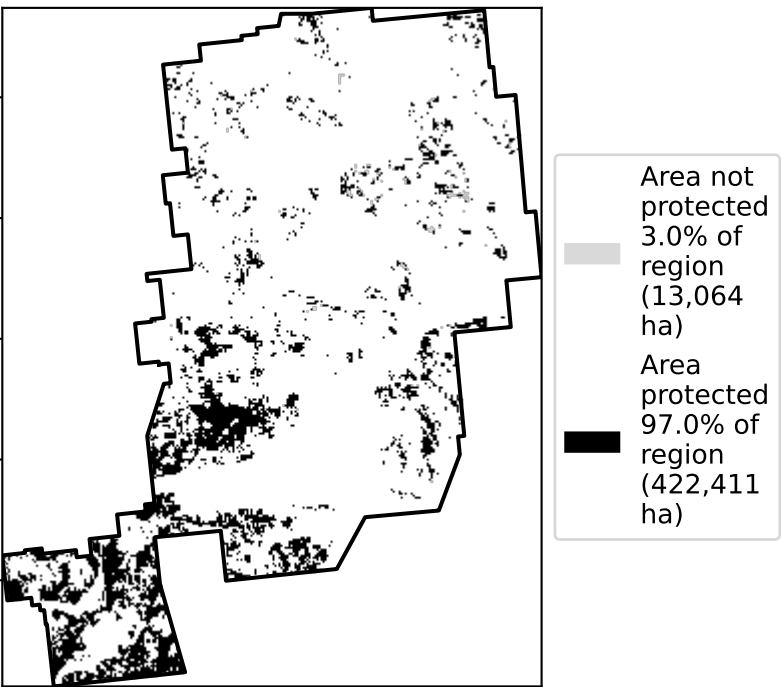 Area not
protected
3.0% of
region
(13,064
ha)
Area
protected
97.0% of
region
(422,411
ha)